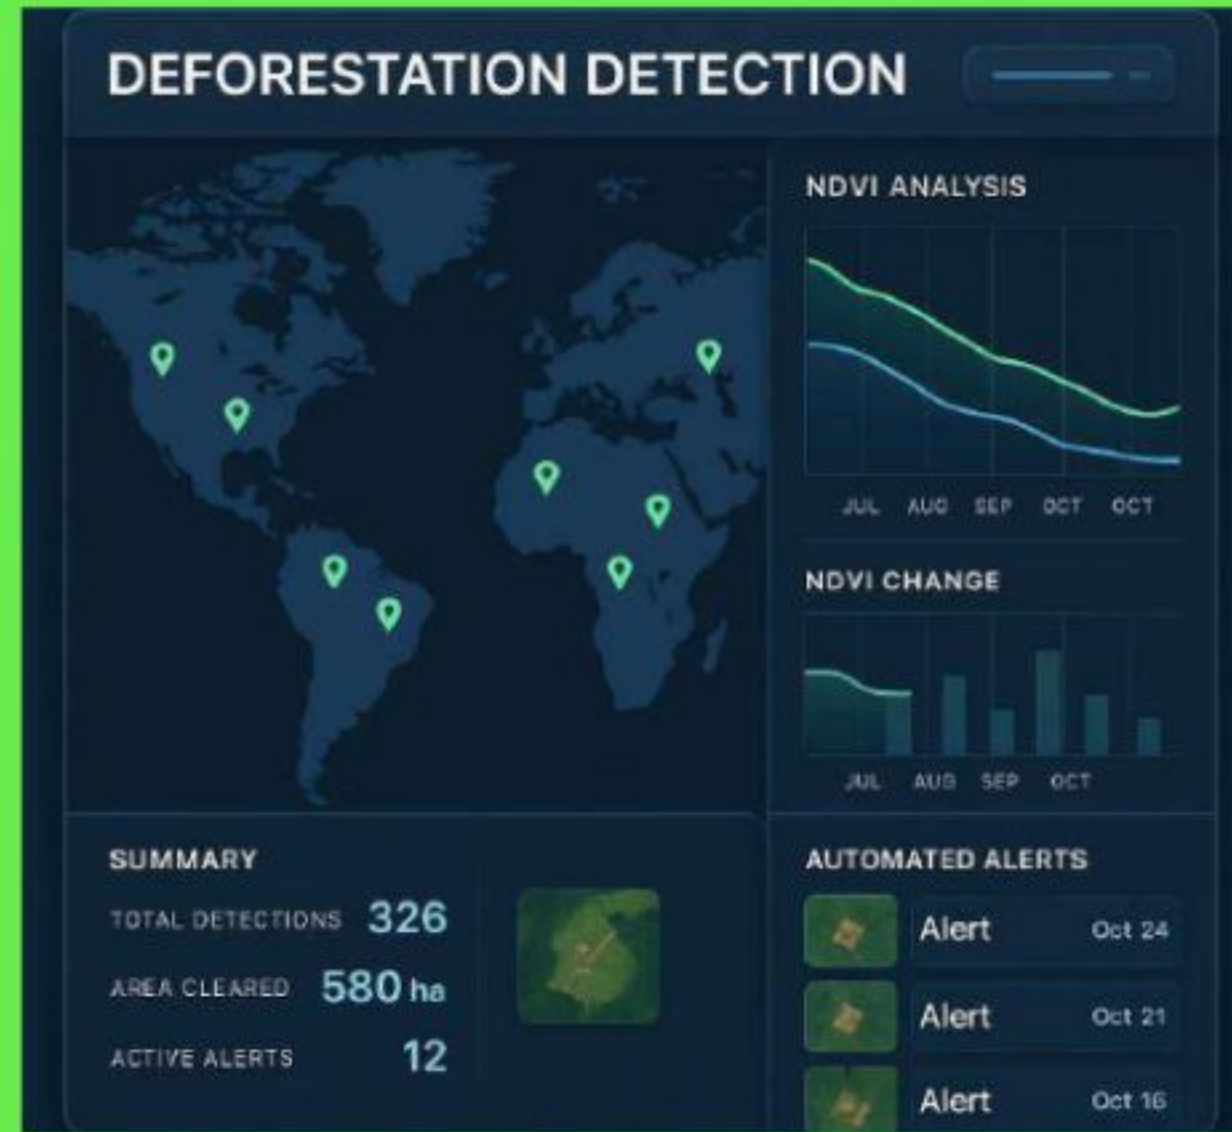 DEFORESTATION DETECTION
NDVI ANALYSIS
JUL AUG SEP OCT OCT
NDVI CHANGE
JUL AUG SEP OCT
SUMMARY
TOTAL DETECTIONS 326
AREA CLEARED 580 ha
ACTIVE ALERTS 12
AUTOMATED ALERTS
Alert Oct 24
Alert Oct 21
Alert Oct 16